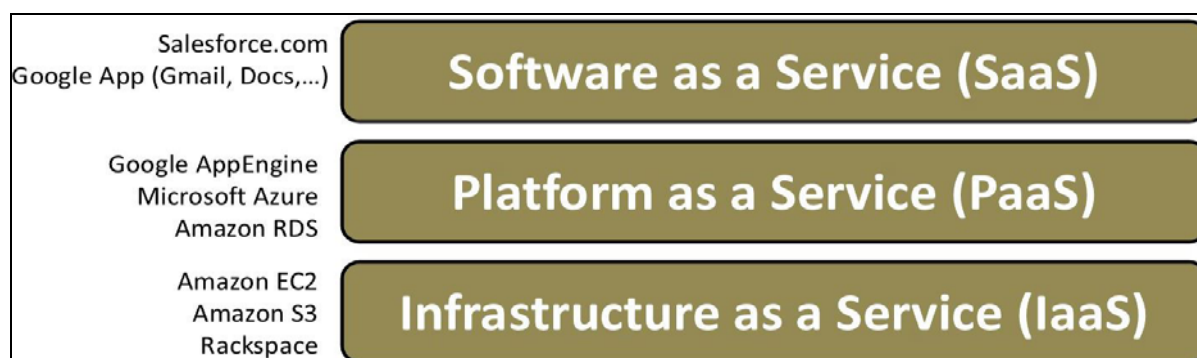 Salesforce.com
Google App (Gmail, Docs,...)
Software as a Service (SaaS)
Google AppEngine
Microsoft Azure
Amazon RDS
Platform as a Service (PaaS)
Amazon EC2
Amazon S3
Rackspace
Infrastructure as a Service (IaaS)